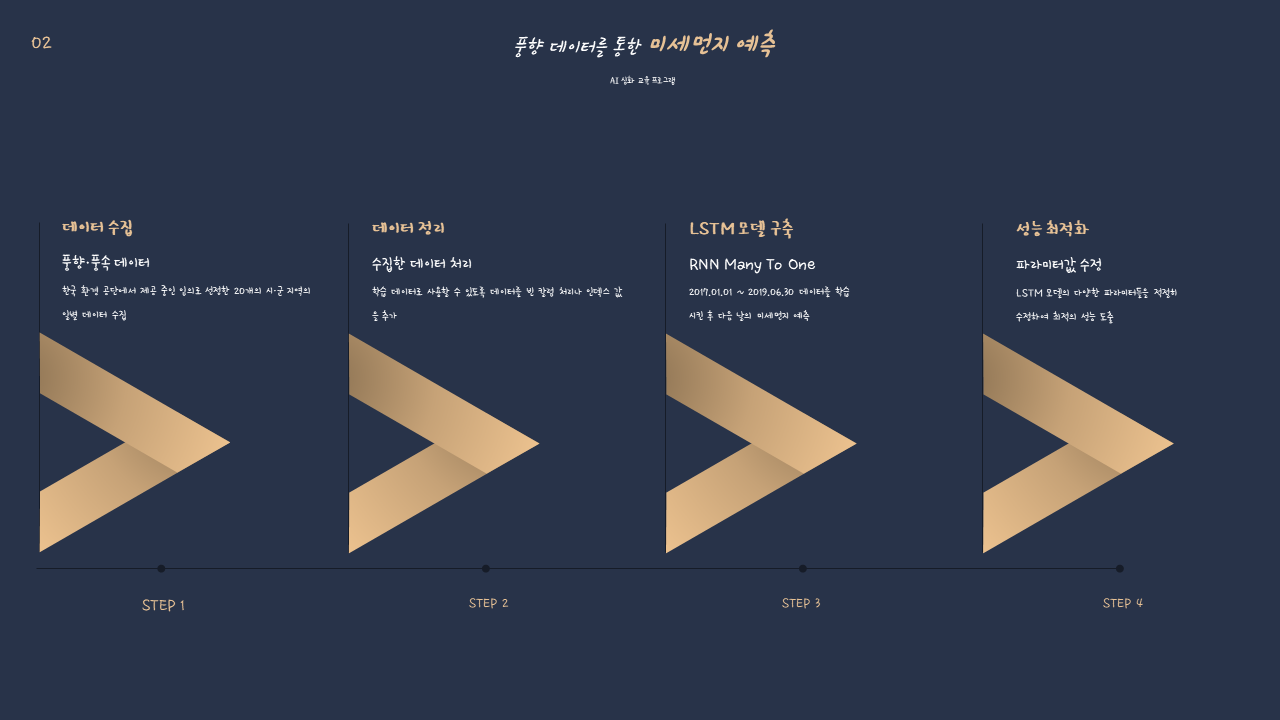 02
풍향 데이터를 통한 미세먼지 예측
AI 심화 교육 프로그램
데이터 수집
풍향·풍속 데이터
한국 환경 공단에서 제공 중인 임의로 선정한 20개의 시·군 지역의
일별 데이터 수집
데이터 정리
수집한 데이터 처리
학습 데이터로 사용할 수 있도록 데이터를 빈 칼럼 처리나 인덱스 값
을 추가
LSTM 모델 구축
RNN Many To One
2017.01.01 ~ 2019.06.30 데이터를 학습
시킨 후 다음 날의 미세먼지 예측
성능 최적화
파라미터값 수정
LSTM 모델의 다양한 파라미터들을 적절히
수정하여 최적의 성능 도출
STEP 1
STEP 2
STEP 3
STEP 4